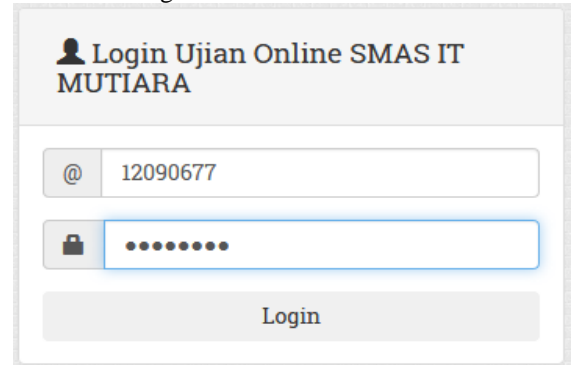 Login Ujian Online SMAS IT
MUTIARA
@ 12090677
••••••••
Login